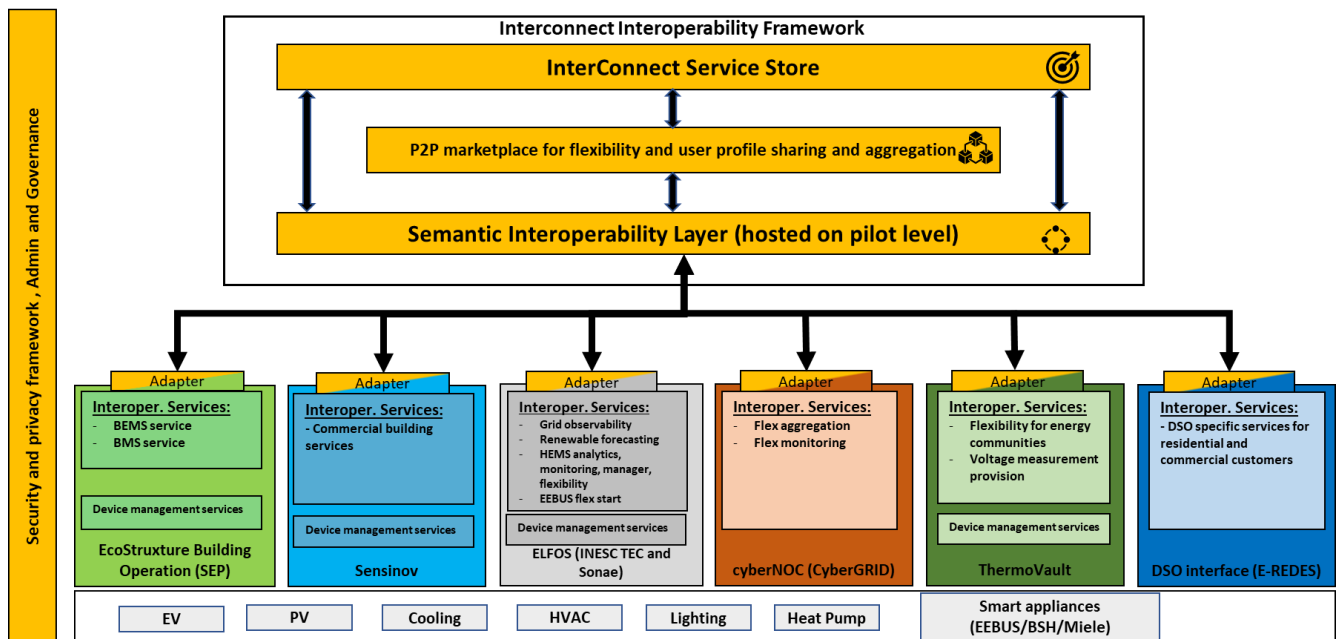 Security and privacy framework , Admin and Governance
Interconnect Interoperability Framework
InterConnect Service Store
P2P marketplace for flexibility and user profile sharing and aggregation
Semantic Interoperability Layer (hosted on pilot level)
Adapter
Interoper. Services:
- BEMS service
- BMS service
Device management services
EcoStruxture Building
Operation (SEP)
Adapter
Interoper. Services:
- Commercial building
services
Device management services
Sensinov
Adapter
Interoper. Services:
- Grid observability
- Renewable forecasting
- HEMS analytics,
monitoring, manager,
flexibility
- EEBUS flex start
Device management services
ELFOS (INESC TEC and
Sonae)
Adapter
Interoper. Services:
- Flex aggregation
- Flex monitoring
cyberNOC (CyberGRID)
Adapter
Interoper. Services:
- Flexibility for energy
communities
- Voltage measurement
provision
Device management services
ThermoVault
Adapter
Interoper. Services:
- DSO specific services for
residential and
commercial customers
DSO interface (E-REDES)
EV
PV
Cooling
HVAC
Lighting
Heat Pump
Smart appliances
(EEBUS/BSH/Miele)